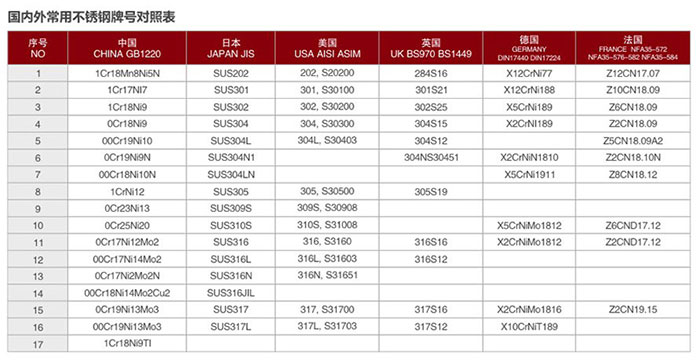 国内外常用不锈钢牌号对照表
序号 中国 日本 美国 英国 德国 法国
NO CHINA GB1220 JAPAN JIS USA AISI ASIM UK BS970 BS1449 GERMANY DIN17440 DIN17224 FRANCE NFA35-572 NFA35-576-582 NFA35-584
1 1Cr18Mn8Ni5N SUS202 202, S20200 284S16 X12CrNi77 Z12CN17.07
2 1Cr17NI7 SUS301 301, S30100 301S21 X12CrNi188 Z10CN18.09
3 1Cr18Ni9 SUS302 302, S30200 302S25 X5CrNi189 Z6CN18.09
4 0Cr18Ni9 SUS304 304, S30300 304S15 X2CrNI189 Z2CN18.09
5 00Cr19Ni10 SUS304L 304L, S30403 304S12 Z5CN18.09A2
6 0Cr19Ni9N SUS304N1 304NS30451 X2CrNiN1810 Z2CN18.10N
7 00Cr18Ni10N SUS304LN X5CrNi1911 Z8CN18.12
8 1CrNi12 SUS305 305, S30500 305S19
9 0Cr23Ni13 SUS309S 309S, S30908
10 0Cr25Ni20 SUS310S 310S, S31008 X5CrNiMo1812 Z6CND17.12
11 0Cr17Ni12Mo2 SUS316 316, S3160 316S16 X2CrNiMo1812 Z2CND17.12
12 00Cr17Ni14Mo2 SUS316L 316L, S31603 316S12
13 0Cr17Ni2Mo2N SUS316N 316N, S31651
14 00Cr18Ni14Mo2Cu2 SUS316JIL
15 0Cr19Ni13Mo3 SUS317 317, S31700 317S16 X2CrNiMo1816 Z2CN19.15
16 00Cr19Ni13Mo3 SUS317L 317L, S31703 317S12 X10CrNiT189
17 1Cr18Ni9TI